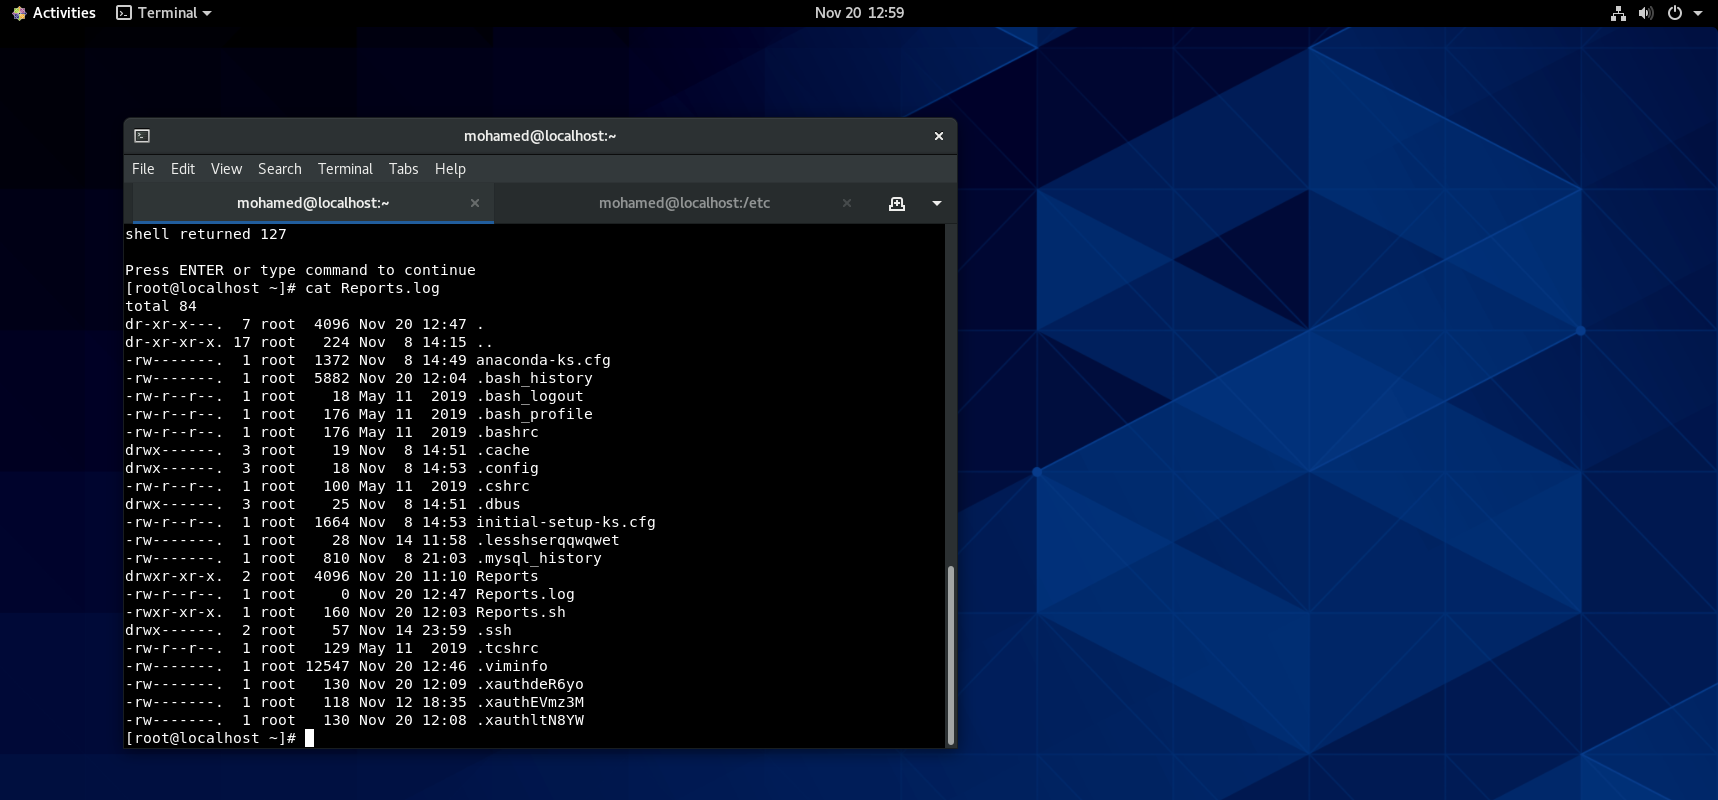 Activities Terminal Nov 20 12:59
mohamed@localhost:~
File Edit View Search Terminal Tabs Help
mohamed@localhost:~ mohamed@localhost:/etc
shell returned 127
Press ENTER or type command to continue
[root@localhost ~]# cat Reports.log
total 84
dr-xr-x---.  7 root  4096 Nov 20 12:47 .
dr-xr-xr-x. 17 root   224 Nov  8 14:15 ..
-rw-------.  1 root  1372 Nov  8 14:49 anaconda-ks.cfg
-rw-------.  1 root  5882 Nov 20 12:04 .bash_history
-rw-r--r--.  1 root    18 May 11  2019 .bash_logout
-rw-r--r--.  1 root   176 May 11  2019 .bash_profile
-rw-r--r--.  1 root   176 May 11  2019 .bashrc
drwx------.  3 root    19 Nov  8 14:51 .cache
drwx------.  3 root    18 Nov  8 14:53 .config
-rw-r--r--.  1 root   100 May 11  2019 .cshrc
drwx------.  3 root    25 Nov  8 14:51 .dbus
-rw-r--r--.  1 root  1664 Nov  8 14:53 initial-setup-ks.cfg
-rw-------.  1 root    28 Nov 14 11:58 .lesshserqqwqwet
-rw-------.  1 root   810 Nov  8 21:03 .mysql_history
drwxr-xr-x.  2 root  4096 Nov 20 11:10 Reports
-rw-r--r--.  1 root     0 Nov 20 12:47 Reports.log
-rwxr-xr-x.  1 root   160 Nov 20 12:03 Reports.sh
drwx------.  2 root    57 Nov 14 23:59 .ssh
-rw-r--r--.  1 root   129 May 11  2019 .tcshrc
-rw-------.  1 root 12547 Nov 20 12:46 .viminfo
-rw-------.  1 root   130 Nov 20 12:09 .xauthdeR6yo
-rw-------.  1 root   118 Nov 12 18:35 .xauthEVmz3M
-rw-------.  1 root   130 Nov 20 12:08 .xauthltN8YW
[root@localhost ~]#